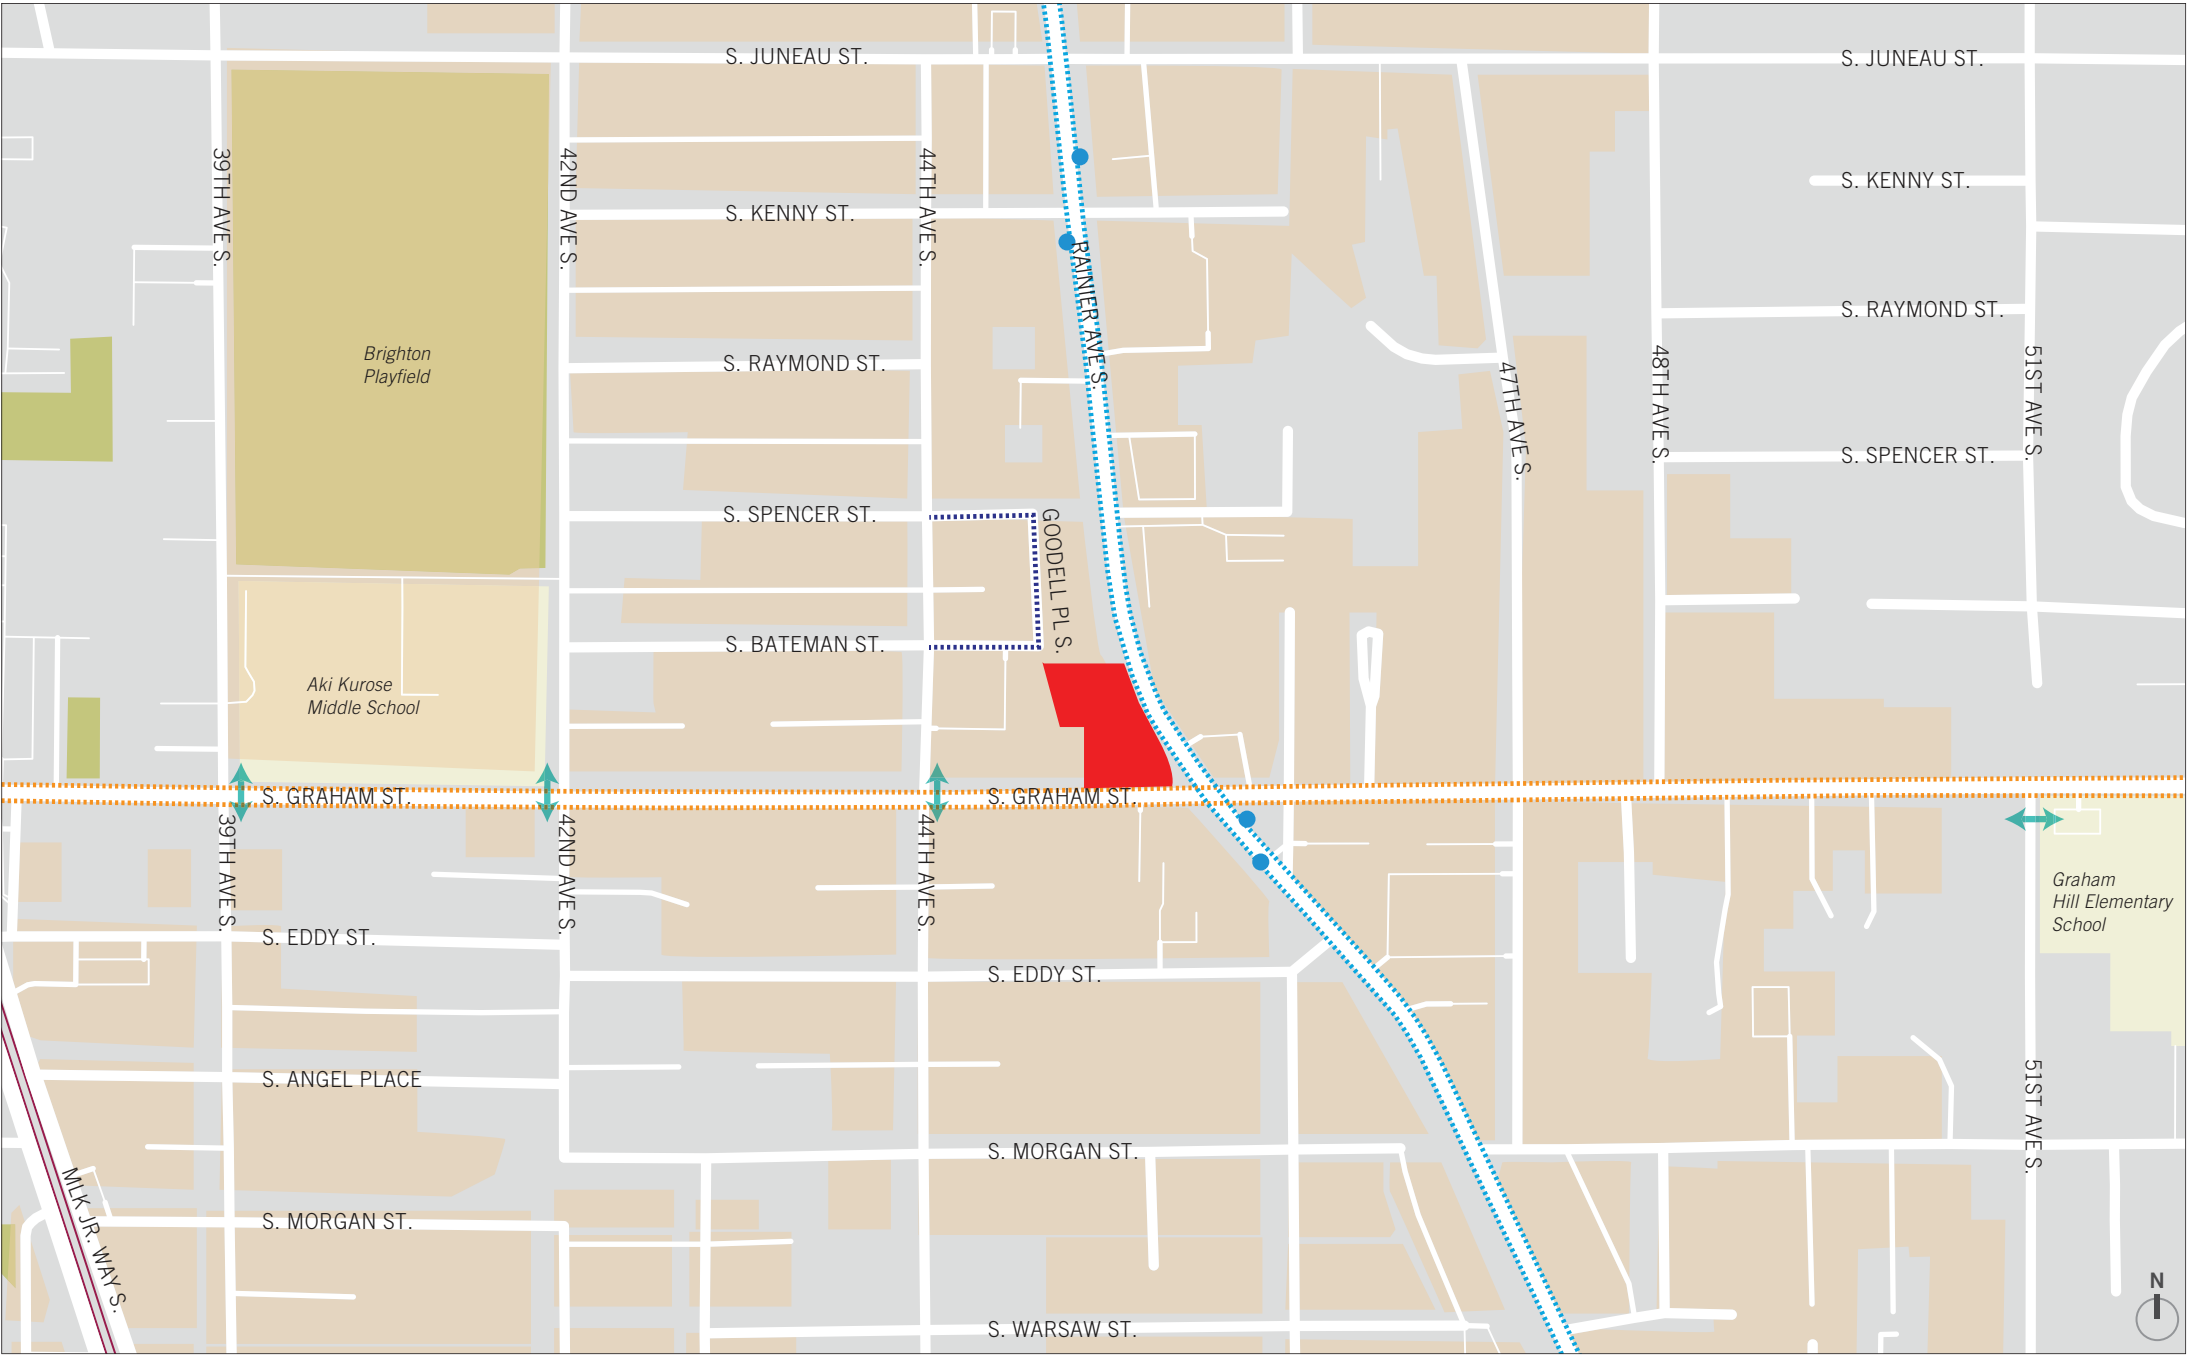 S. JUNEAU ST.
S. JUNEAU ST.
39TH AVE S.
42ND AVE S.
44TH AVE S.
S. KENNY ST.
S. KENNY ST.
RAINIER AVE S.
S. RAYMOND ST.
Brighton
Playfield
S. RAYMOND ST.
47TH AVE S.
48TH AVE S.
51ST AVE S.
S. SPENCER ST.
S. SPENCER ST.
GOODELL PL S.
S. BATEMAN ST.
Aki Kurose
Middle School
S. GRAHAM ST.
S. GRAHAM ST.
39TH AVE S.
42ND AVE S.
44TH AVE S.
Graham
Hill Elementary
School
S. EDDY ST.
S. EDDY ST.
S. ANGEL PLACE
51ST AVE S.
S. MORGAN ST.
MLK JR. WAY S.
S. MORGAN ST.
N
S. WARSAW ST.